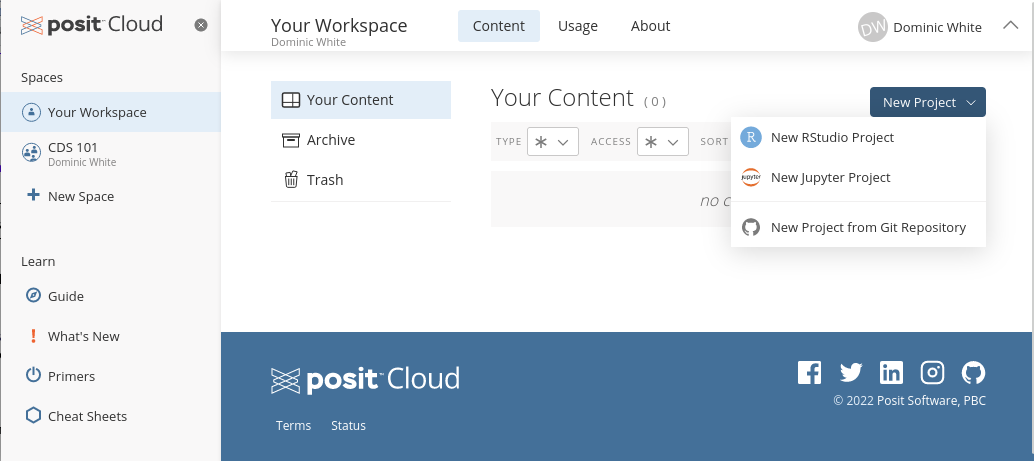 posit Cloud
Spaces
Your Workspace
CDS 101
Dominic White
New Space
Learn
Guide
What's New
Primers
Cheat Sheets
Your Workspace
Dominic White
Content
Usage
About
DW
Dominic White
Your Content
Archive
Trash
Your Content ( 0 )
New Project
TYPE
ACCESS
SORT
no c
New RStudio Project
New Jupyter Project
New Project from Git Repository
posit™ Cloud
Terms
Status
© 2022 Posit Software, PBC